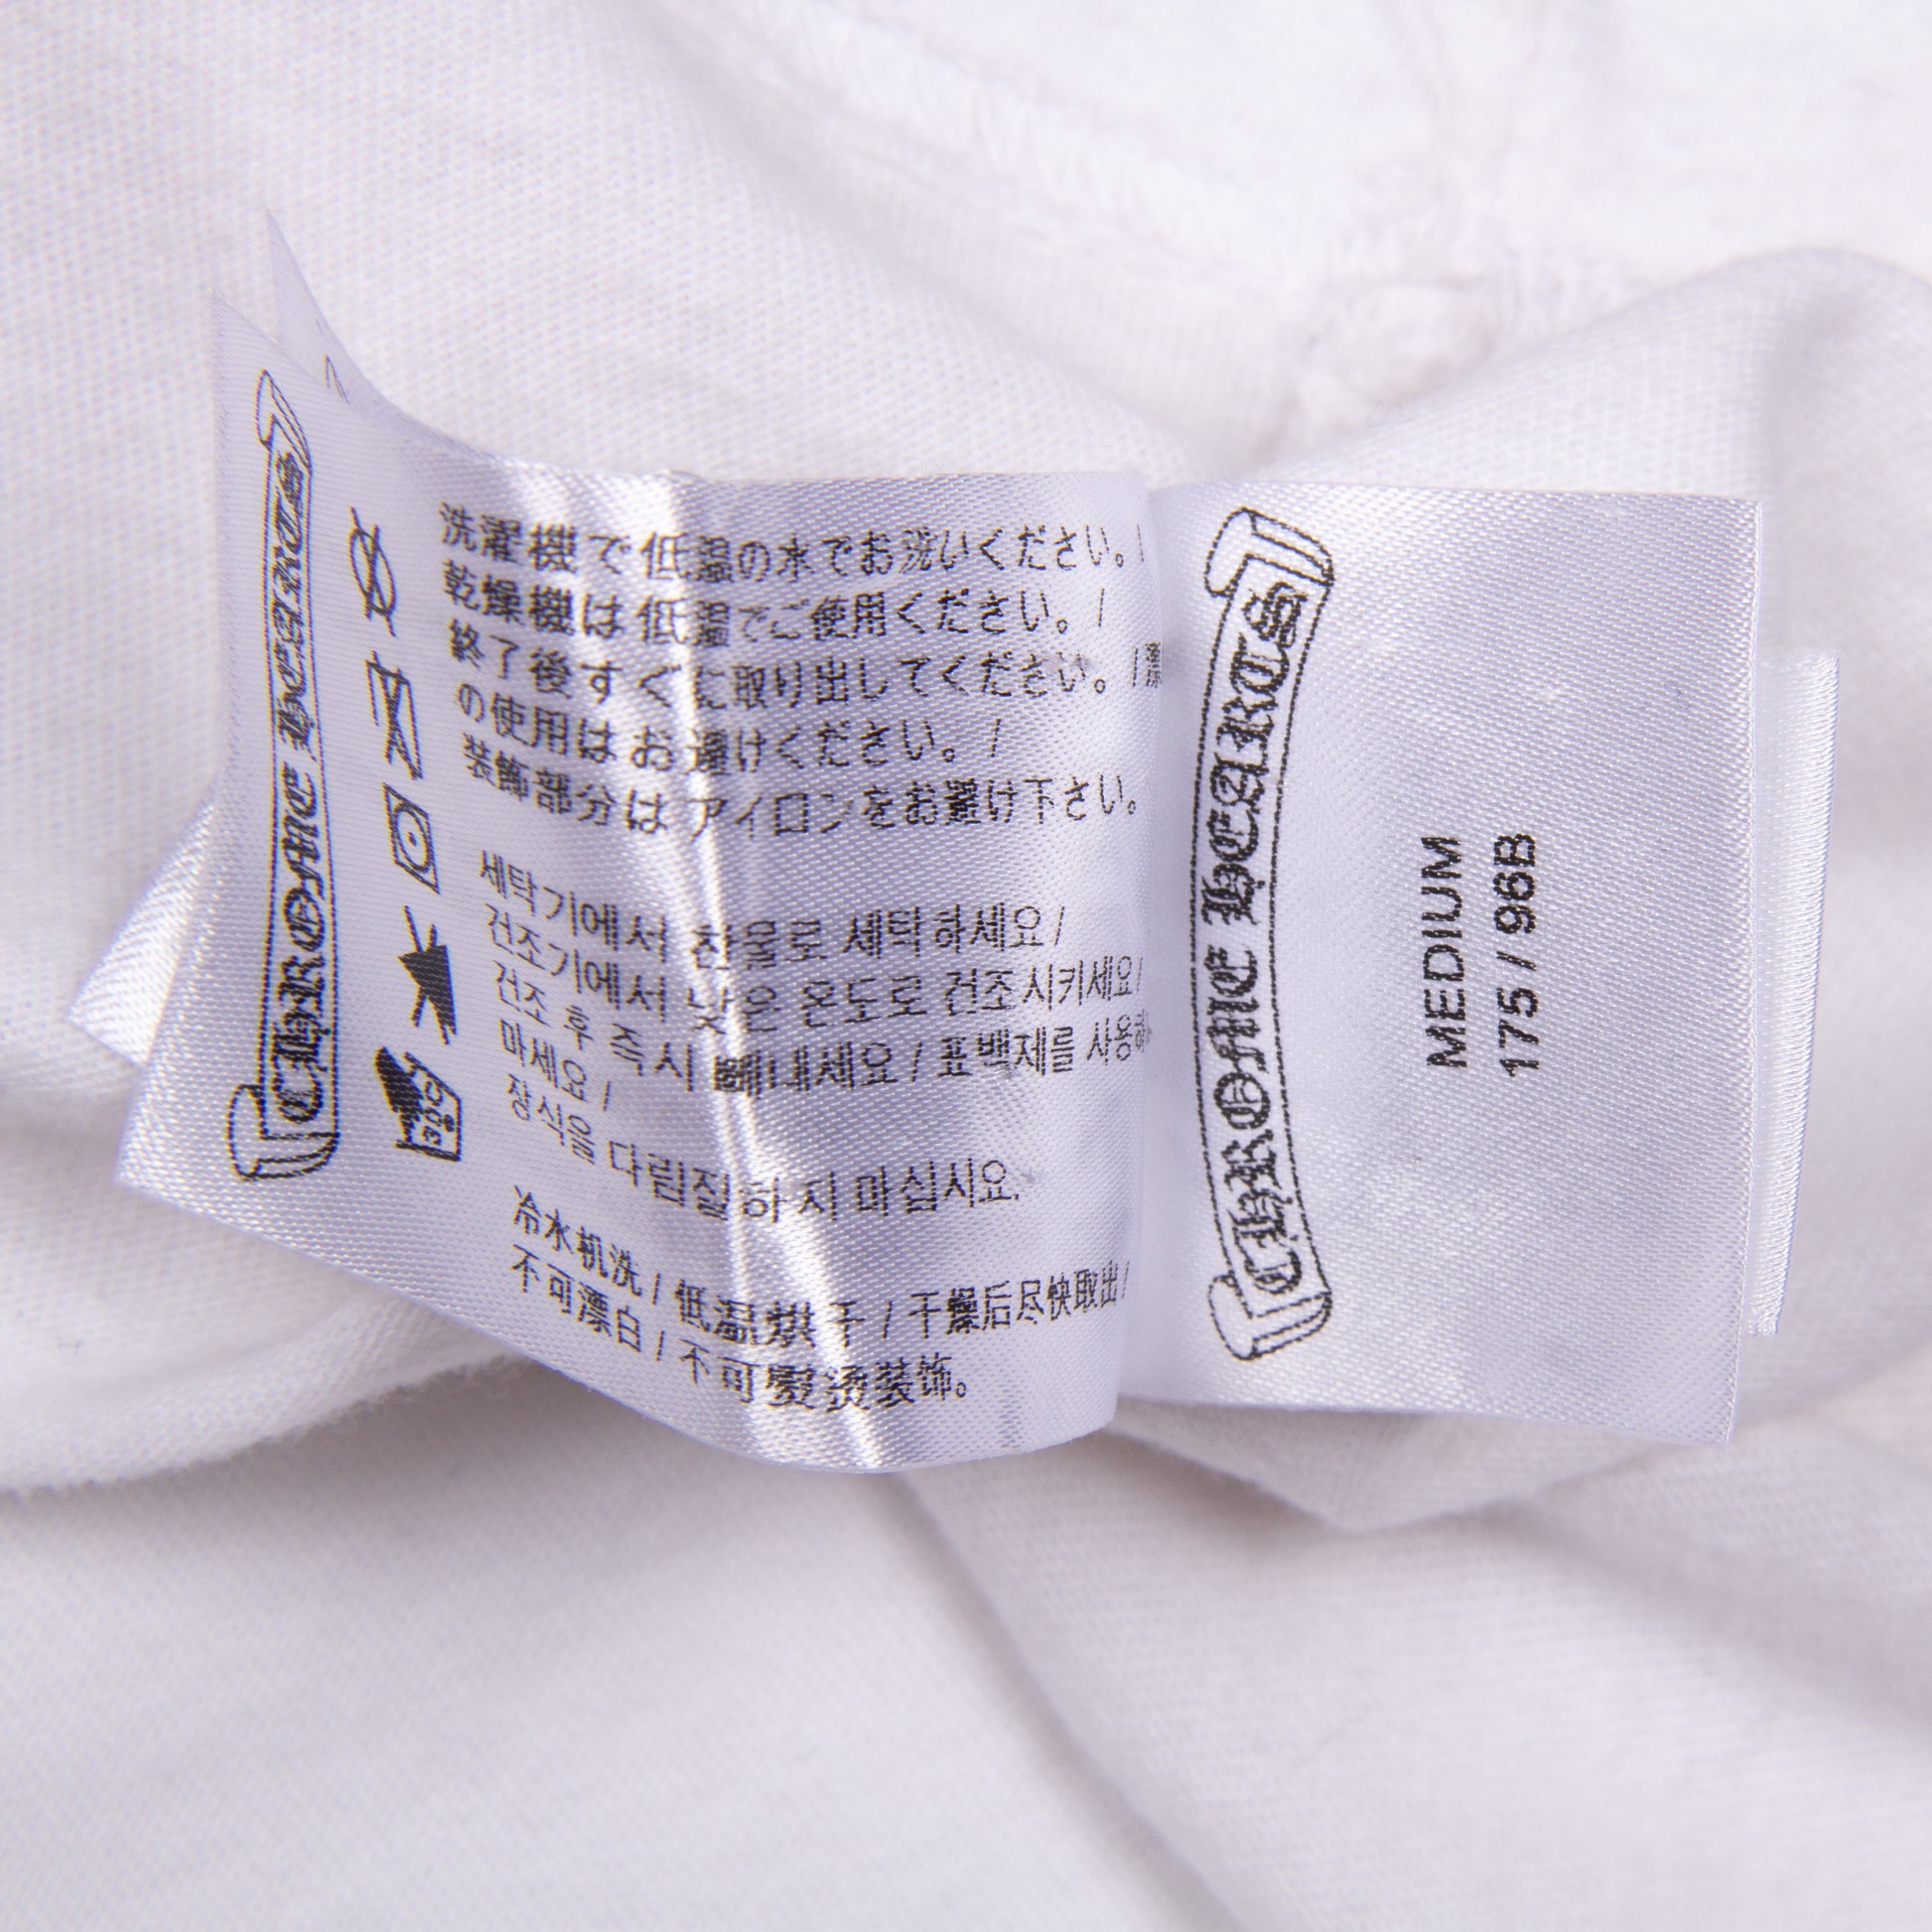 CHROME HEARTS
洗濯機で低温の水でお洗いください。/
乾燥機は低温でご使用ください。/
終了後すぐに取り出してください。/漂
の使用はお避けください。/
装飾部分はアイロンをお避け下さい。
세탁기에서 찬물로 세탁하세요/
건조기에서 낮은 온도로 건조시키세요/
건조 후 즉시 빼내세요 / 표백제를 사용하
마세요 /
장식을 다림질하지 마십시요.
冷水机洗 / 低温烘干 / 干燥后尽快取出 /
不可漂白 / 不可熨烫装饰。
CHROME HEARTS
MEDIUM
175 / 96B